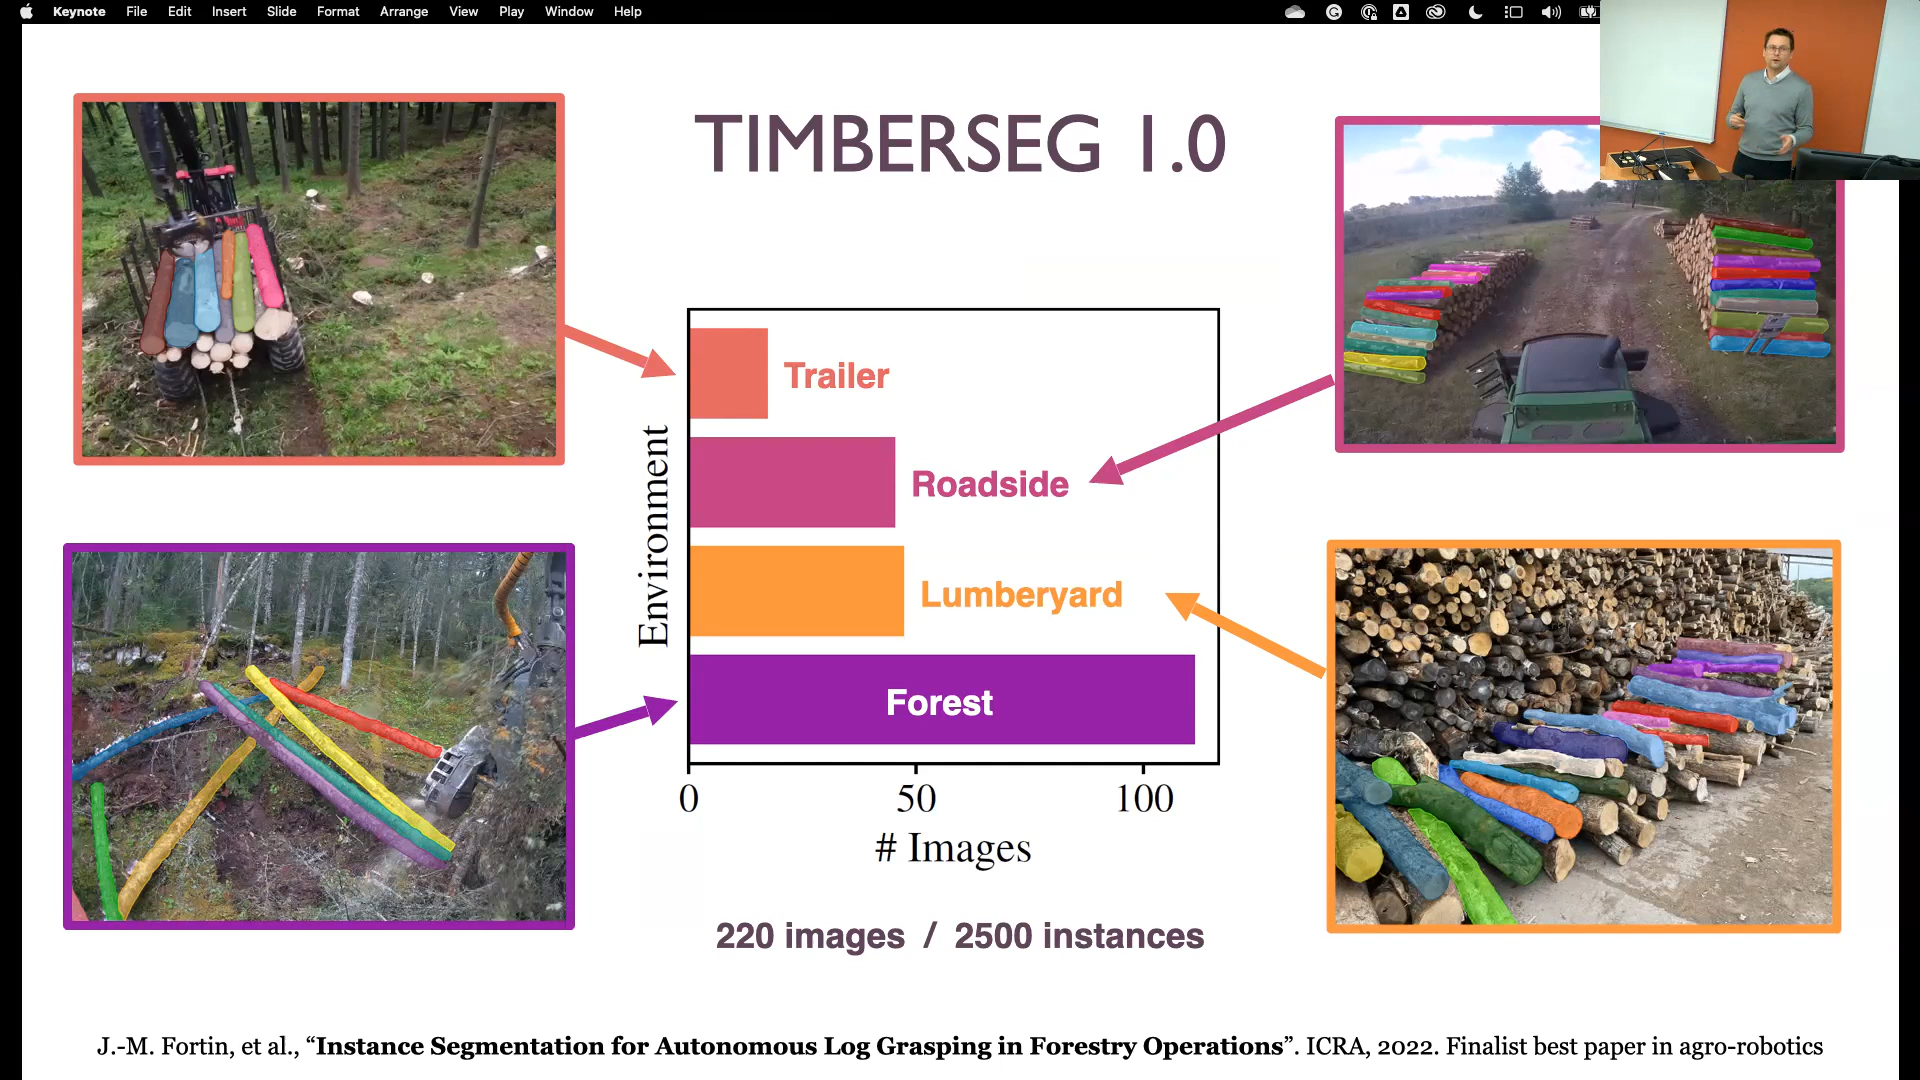 Keynote File Edit Insert Slide Format Arrange View Play Window Help
TIMBERSEG 1.0
Environment
Trailer
Roadside
Lumberyard
Forest
0 50 100
# Images
220 images / 2500 instances
J.-M. Fortin, et al., “Instance Segmentation for Autonomous Log Grasping in Forestry Operations”. ICRA, 2022. Finalist best paper in agro-robotics